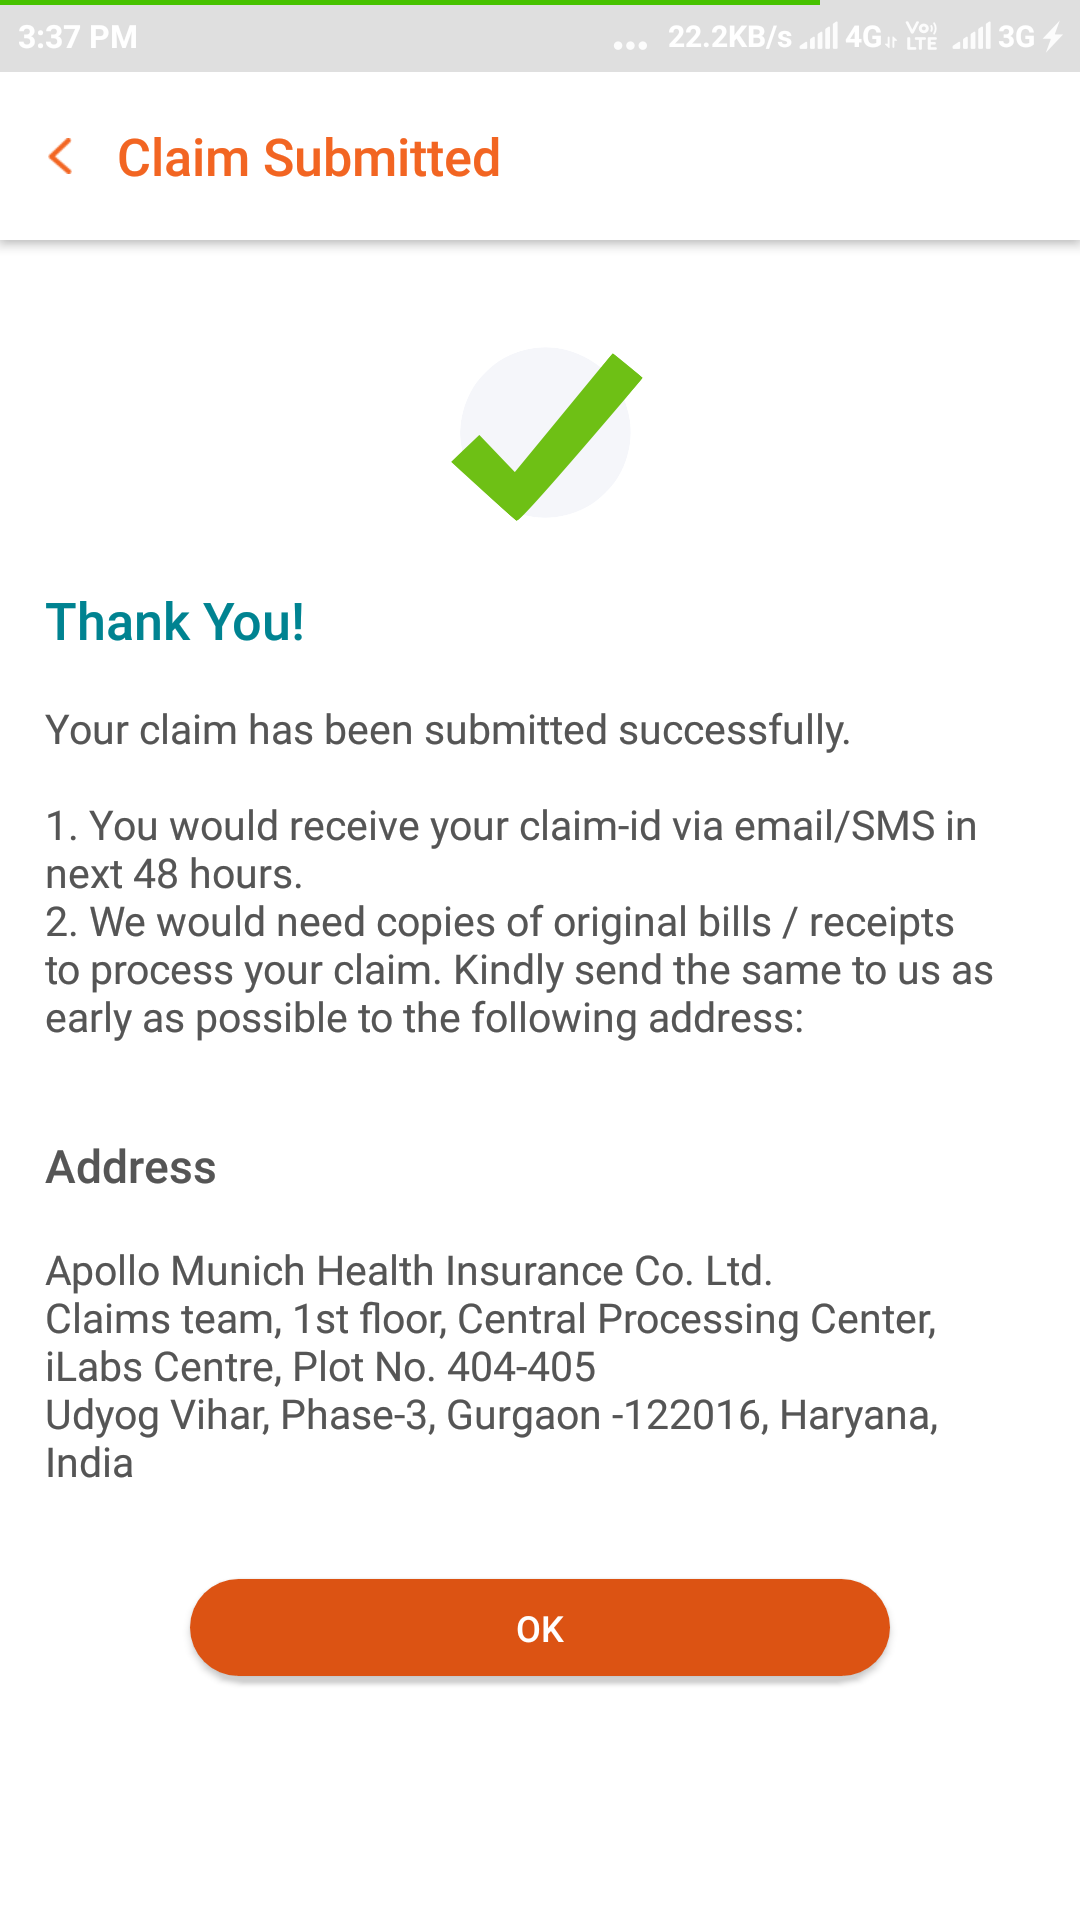 3:37 PM
... 22.2KB/s 4G VoLTE 3G
Claim Submitted
Thank You!
Your claim has been submitted successfully.
1. You would receive your claim-id via email/SMS in
next 48 hours.
2. We would need copies of original bills / receipts
to process your claim. Kindly send the same to us as
early as possible to the following address:
Address
Apollo Munich Health Insurance Co. Ltd.
Claims team, 1st floor, Central Processing Center,
iLabs Centre, Plot No. 404-405
Udyog Vihar, Phase-3, Gurgaon -122016, Haryana,
India
OK